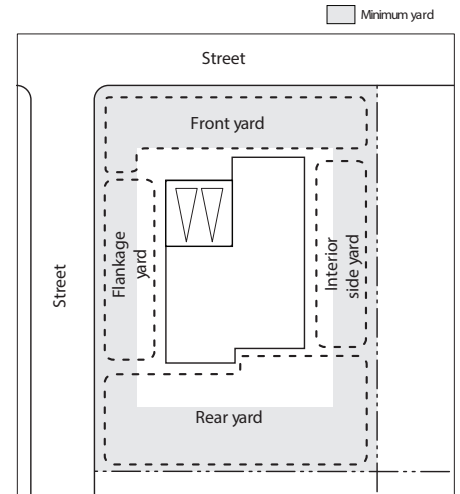 Minimum yard
Street
Front yard
Flankage
yard
Interior
side yard
Street
Rear yard